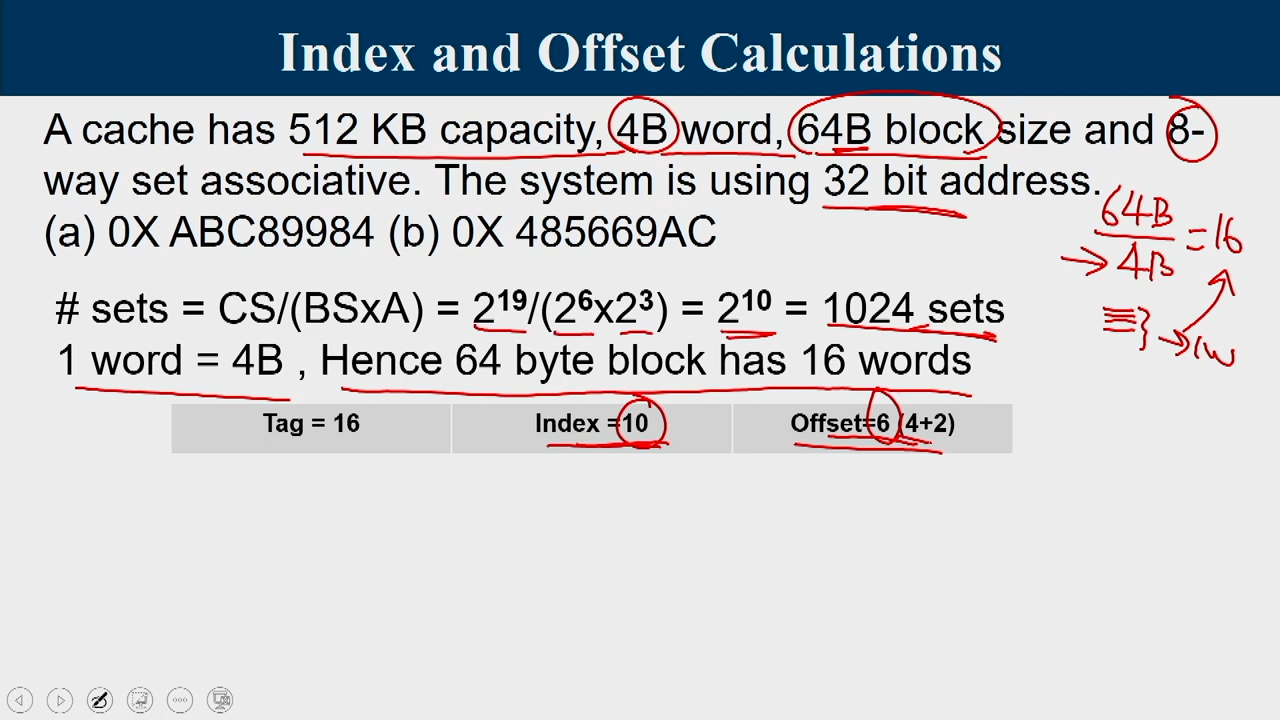 Index and Offset Calculations
A cache has 512 KB capacity, 4B word, 64B block size and 8-
way set associative. The system is using 32 bit address.
(a) 0X ABC89984 (b) 0X 485669AC
64B
4B
=16
# sets = CS/(BSxA) = 2¹⁹/(2⁶x2³) = 2¹⁰ = 1024 sets
1 word = 4B , Hence 64 byte block has 16 words
1W
Tag = 16
Index =10
Offset=6 (4+2)